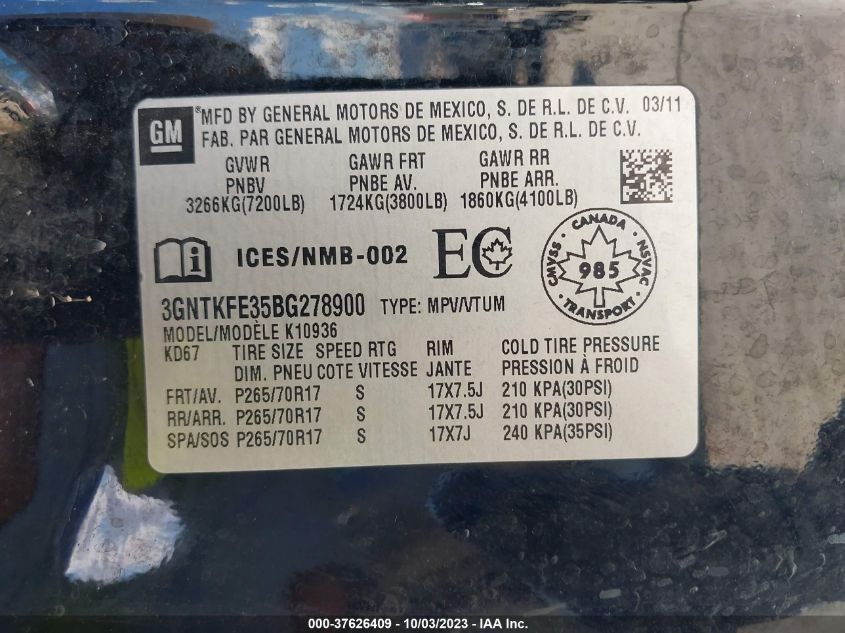 GM
*MFD BY GENERAL MOTORS DE MEXICO, S. DE R.L. DE C.V. 03/11
FAB. PAR GENERAL MOTORS DE MEXICO, S. DE R.L. DE C.V.
GVWR GAWR FRT GAWR RR
PNBV PNBE AV. PNBE ARR.
3266KG(7200LB) 1724KG(3800LB) 1860KG(4100LB)
i ICES/NMB-002 EC
CANADA
CMVSS 985 NSVAC
TRANSPORT
3GNTKFE35BG278900 TYPE: MPV/VTUM
MODEL/MODÈLE K10936
KD67 TIRE SIZE SPEED RTG RIM COLD TIRE PRESSURE
DIM. PNEU COTE VITESSE JANTE PRESSION À FROID
FRT/AV. P265/70R17 S 17X7.5J 210 KPA(30PSI)
RR/ARR. P265/70R17 S 17X7.5J 210 KPA(30PSI)
SPA/SOS P265/70R17 S 17X7J 240 KPA(35PSI)
000-37626409 - 10/03/2023 - IAA Inc.